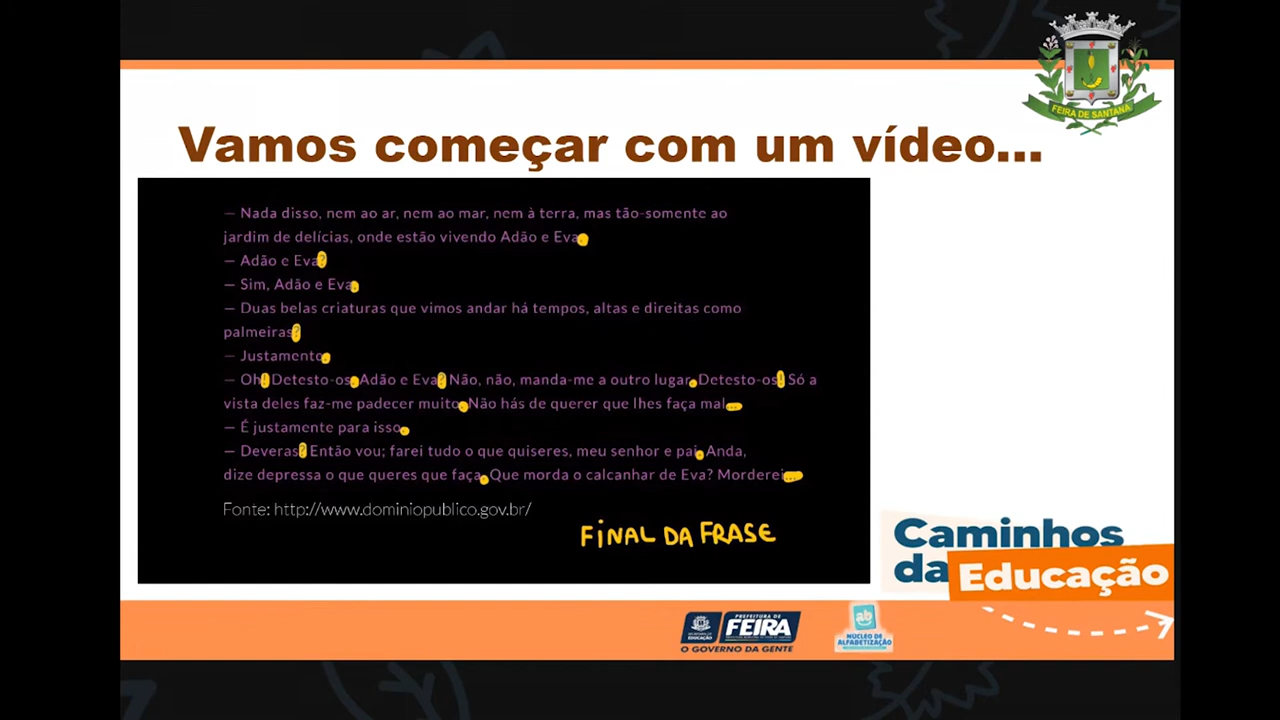 FEIRA DE SANTANA
Vamos começar com um vídeo...
— Nada disso, nem ao ar, nem ao mar, nem à terra, mas tão-somente ao
jardim de delícias, onde estão vivendo Adão e Eva.
— Adão e Eva?
— Sim, Adão e Eva.
— Duas belas criaturas que vimos andar há tempos, altas e direitas como
palmeiras?
— Justamente.
— Oh! Detesto-os. Adão e Eva? Não, não, manda-me a outro lugar. Detesto-os! Só a
vista deles faz-me padecer muito. Não hás de querer que lhes faça mal...
— É justamente para isso.
— Deveras? Então vou; farei tudo o que quiseres, meu senhor e pai. Anda,
dize depressa o que queres que faça. Que morda o calcanhar de Eva? Morderei...
Fonte: http://www.dominiopublico.gov.br/
FINAL DA FRASE
Caminhos
da Educação
PREFEITURA DE
FEIRA
EDUCAÇÃO
O GOVERNO DA GENTE
NÚCLEO DE
ALFABETIZAÇÃO